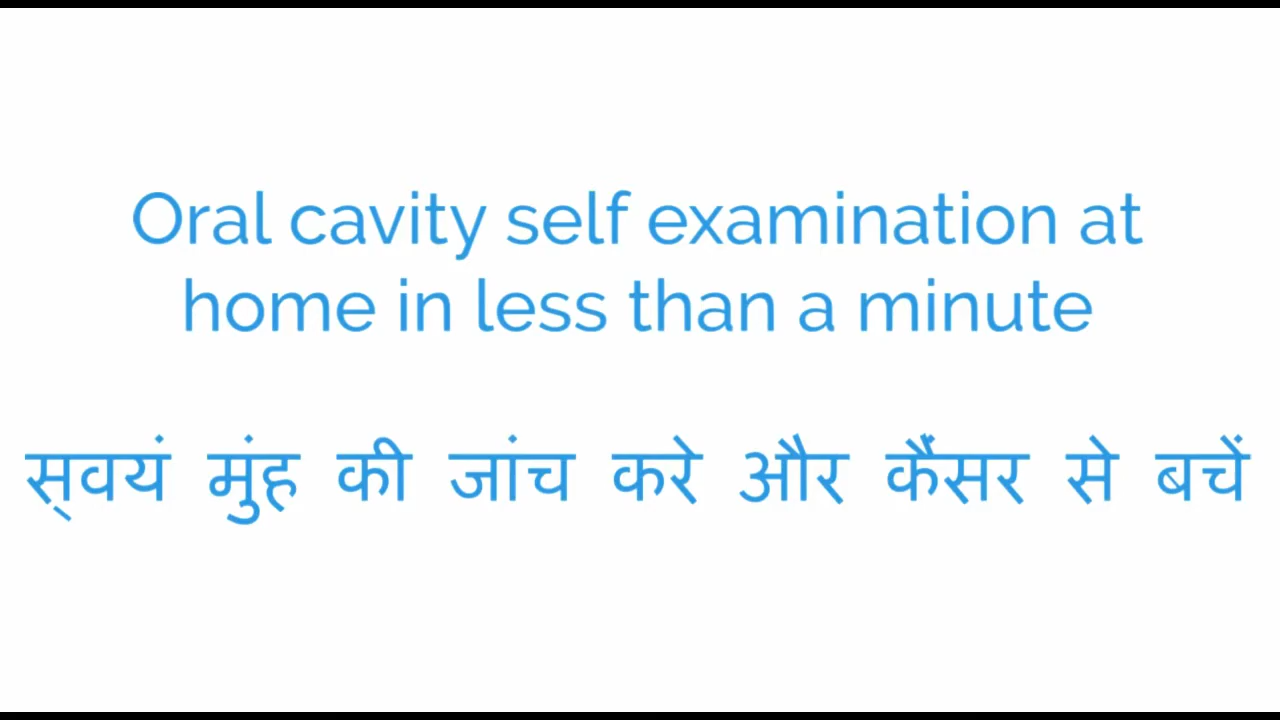 Oral cavity self examination at
home in less than a minute
स्‌वयं मुंह की जांच करे और कैंसर से बचें